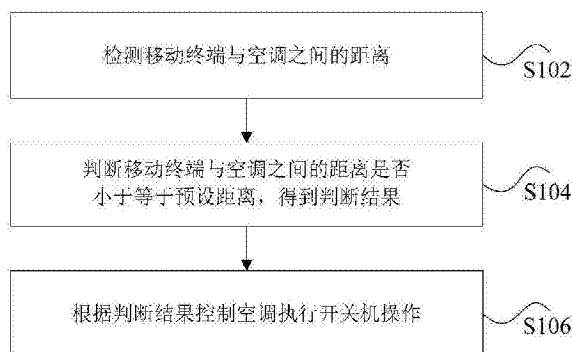 检测移动终端与空调之间的距离
S102
判断移动终端与空调之间的距离是否
小于等于预设距离，得到判断结果
S104
根据判断结果控制空调执行开关机操作
S106